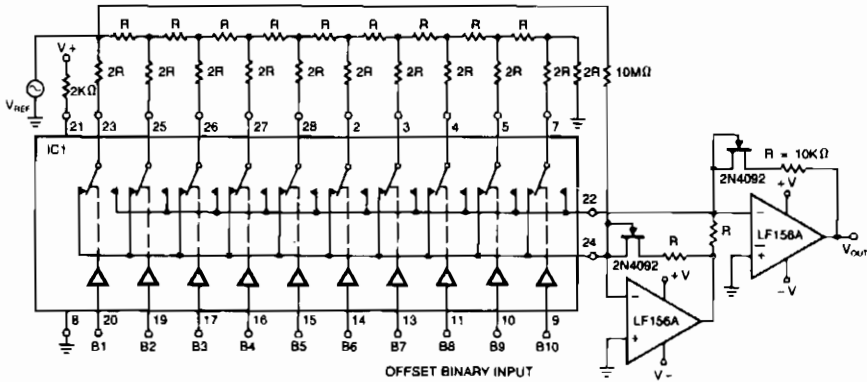 R R R R R R R R R
V+
2R 2R 2R 2R 2R 2R 2R 2R 2R 2R 2R 10MΩ
2KΩ
VREF
21 23 25 26 27 28 2 3 4 5 7
IC1
R = 10KΩ
2N4092
+V
22
R
LF156A
VOUT
24
R
2N4092
+V
-V
LF156A
8 20 19 17 16 15 14 13 11 10 9
B1 B2 B3 B4 B5 B6 B7 B8 B9 B10
V-
OFFSET BINARY INPUT